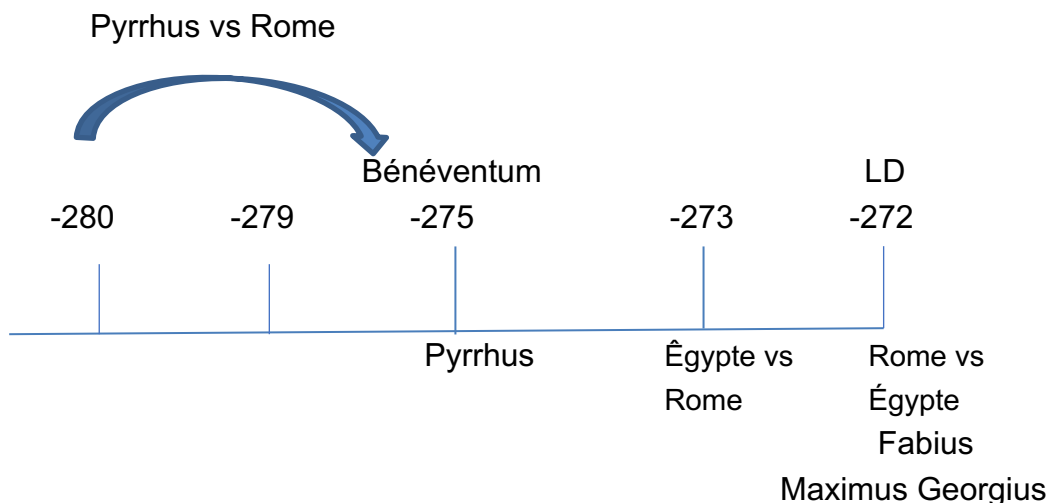 Pyrrhus vs Rome
Bénéventum LD
-280 -279 -275 -273 -272
Pyrrhus Êgypte vs Rome vs
Rome Égypte
Fabius
Maximus Georgius